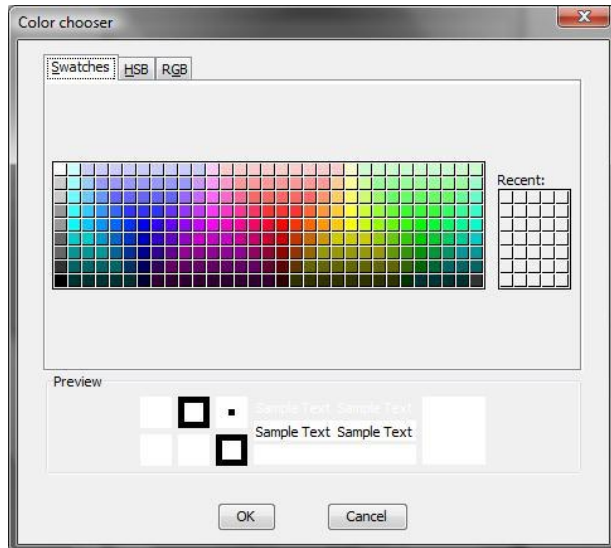 Color chooser
Swatches HSB RGB
Recent:
Preview
Sample Text Sample Text
Sample Text Sample Text
OK Cancel